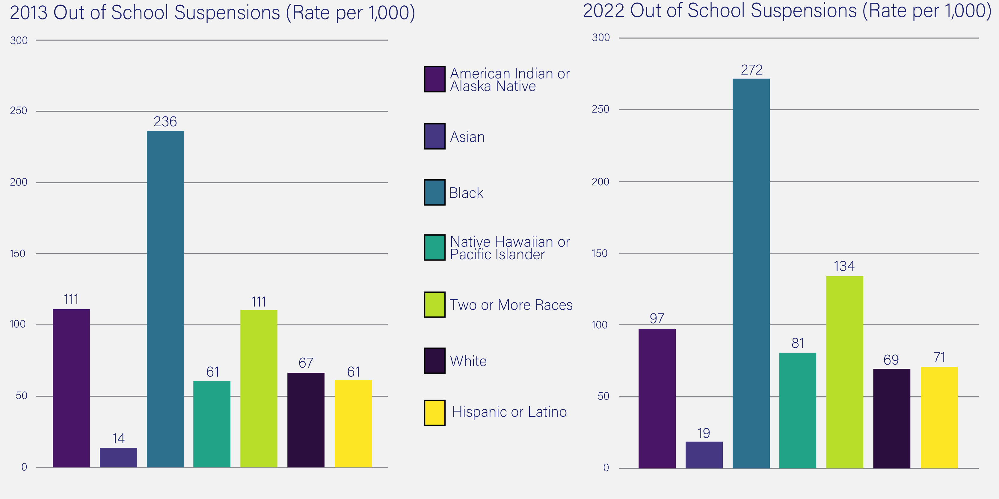 2013 Out of School Suspensions (Rate per 1,000)
300
250
200
150
100
50
0
111
14
236
61
111
67
61
American Indian or
Alaska Native
Asian
Black
Native Hawaiian or
Pacific Islander
Two or More Races
White
Hispanic or Latino
2022 Out of School Suspensions (Rate per 1,000)
300
250
200
150
100
50
0
97
19
272
81
134
69
71